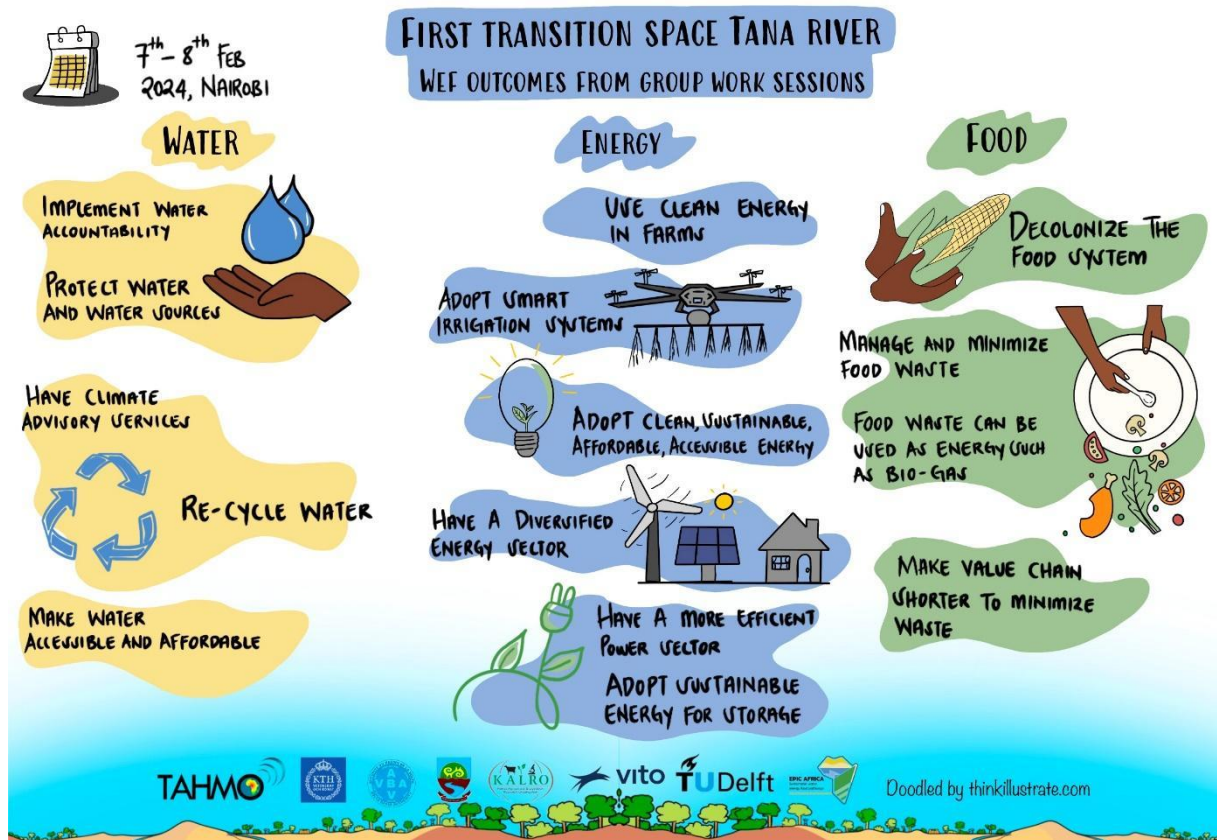 7th - 8th Feb
2024, Nairobi
First transition space Tana River
WEF outcomes from group work sessions
Water
Implement water
accountability
Protect water
and water sources
Have climate
advisory services
Re-cycle water
Make water
accessible and affordable
Energy
Use clean energy
in farms
Adopt smart
irrigation systems
Adopt clean, sustainable,
affordable, accessible energy
Have a diversified
energy sector
Have a more efficient
power sector
Adopt sustainable
energy for storage
Food
Decolonize the
food system
Manage and minimize
food waste
Food waste can be
used as energy such
as bio-gas
Make value chain
shorter to minimize
waste
TAHMO
KTH
KALRO
vito
TUDelft
EPIC AFRICA
Doodled by thinkillustrate.com